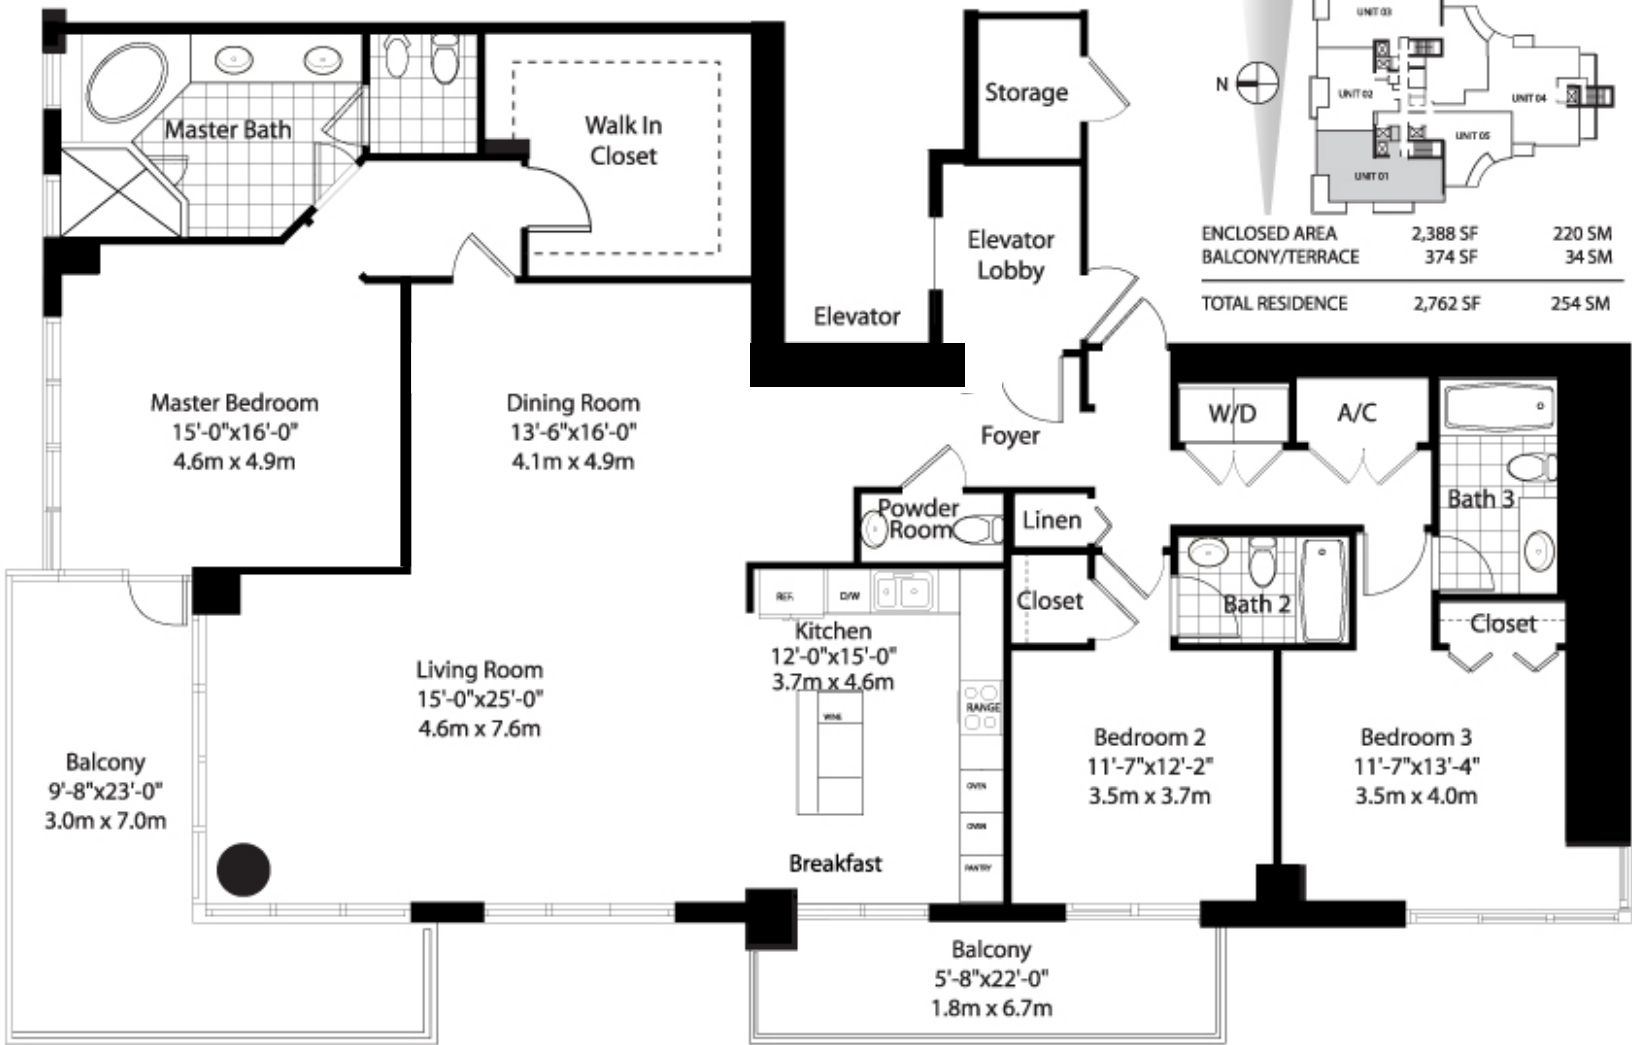 UNIT 03
N
UNIT 02
UNIT 04
UNIT 05
UNIT 01
ENCLOSED AREA 2,388 SF 220 SM
BALCONY/TERRACE 374 SF 34 SM
TOTAL RESIDENCE 2,762 SF 254 SM
Master Bath
Walk In
Closet
Storage
Elevator
Lobby
Elevator
Master Bedroom
15'-0"x16'-0"
4.6m x 4.9m
Dining Room
13'-6"x16'-0"
4.1m x 4.9m
Foyer
W/D
A/C
Bath 3
Powder
Room
Linen
Closet
Bath 2
Closet
REF.
D/W
Kitchen
12'-0"x15'-0"
3.7m x 4.6m
WINE
RANGE
OVEN
OVEN
PANTRY
Breakfast
Living Room
15'-0"x25'-0"
4.6m x 7.6m
Bedroom 2
11'-7"x12'-2"
3.5m x 3.7m
Bedroom 3
11'-7"x13'-4"
3.5m x 4.0m
Balcony
9'-8"x23'-0"
3.0m x 7.0m
Balcony
5'-8"x22'-0"
1.8m x 6.7m